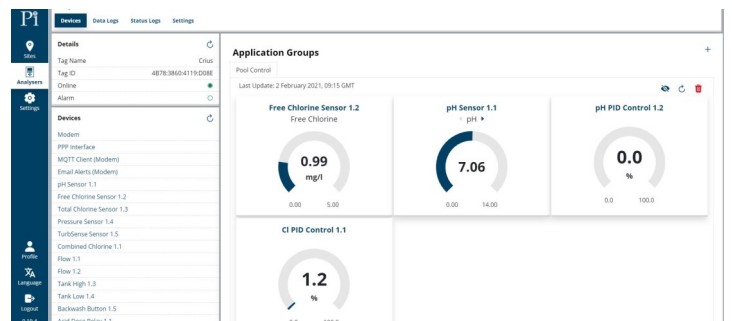 Pi
Sites
Analysers
Settings
Profile
Language
Logout
Devices Data Logs Status Logs Settings
Details
Tag Name Crius
Tag ID 4B78:3860:4119:D08E
Online
Alarm
Devices
Modem
PPP Interface
MQTT Client (Modem)
Email Alerts (Modem)
pH Sensor 1.1
Free Chlorine Sensor 1.2
Total Chlorine Sensor 1.3
Pressure Sensor 1.4
TurbSense Sensor 1.5
Combined Chlorine 1.1
Flow 1.1
Flow 1.2
Tank High 1.3
Tank Low 1.4
Backwash Button 1.5
Application Groups
+
Pool Control
Last Update: 2 February 2021, 09:15 GMT
Free Chlorine Sensor 1.2
Free Chlorine
0.99
mg/l
0.00 5.00
pH Sensor 1.1
pH
7.06
0.00 14.00
pH PID Control 1.2
0.0
%
0.0 100.0
Cl PID Control 1.1
1.2
%